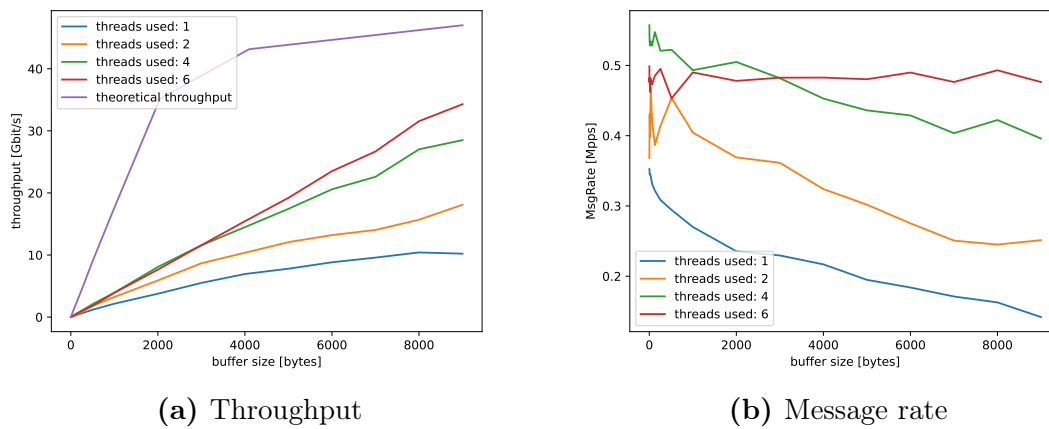 threads used: 1
threads used: 2
threads used: 4
threads used: 6
theoretical throughput
throughput [Gbit/s]
40
30
20
10
0
0 2000 4000 6000 8000
buffer size [bytes]
(a) Throughput
MsgRate [Mpps]
0.5
0.4
0.3
0.2
threads used: 1
threads used: 2
threads used: 4
threads used: 6
0 2000 4000 6000 8000
buffer size [bytes]
(b) Message rate